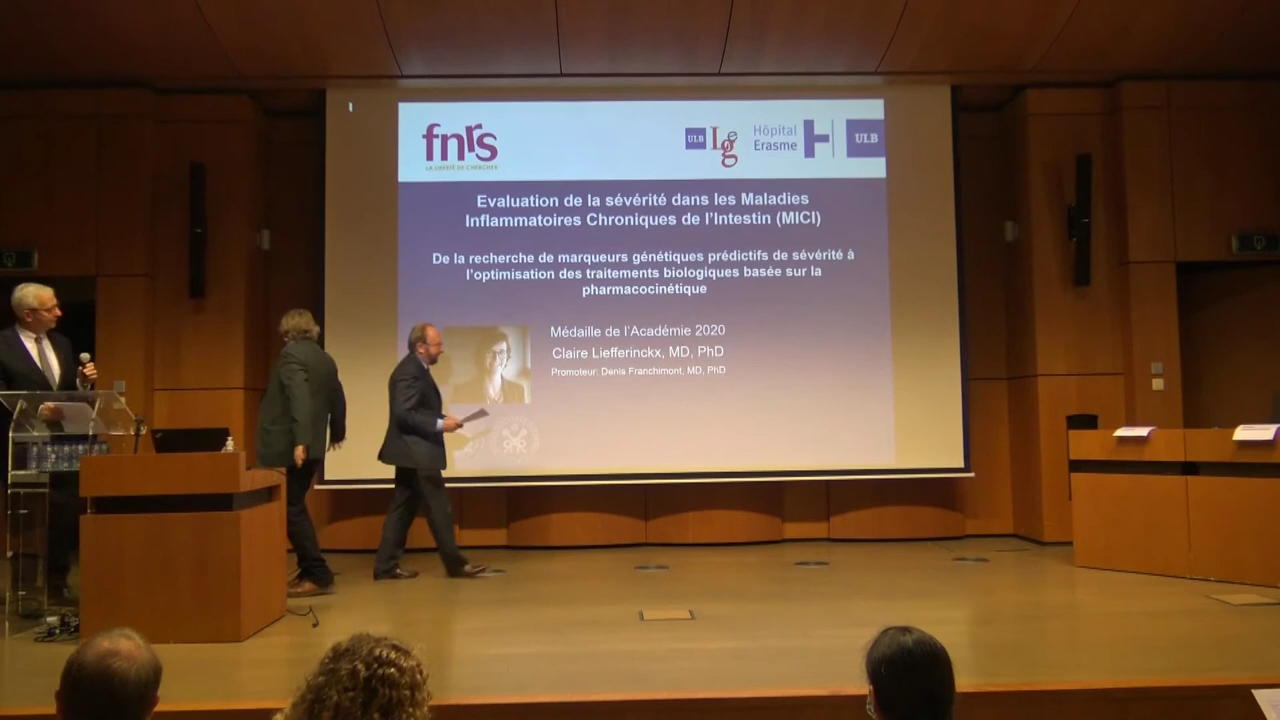 fnrs
LA LIBERTÉ DE CHERCHER
ULB
Lge
Hôpital
Erasme
ULB
Evaluation de la sévérité dans les Maladies
Inflammatoires Chroniques de l'Intestin (MICI)
De la recherche de marqueurs génétiques prédictifs de sévérité à
l'optimisation des traitements biologiques basée sur la
pharmacocinétique
Médaille de l'Académie 2020
Claire Liefferinckx, MD, PhD
Promoteur: Denis Franchimont, MD, PhD